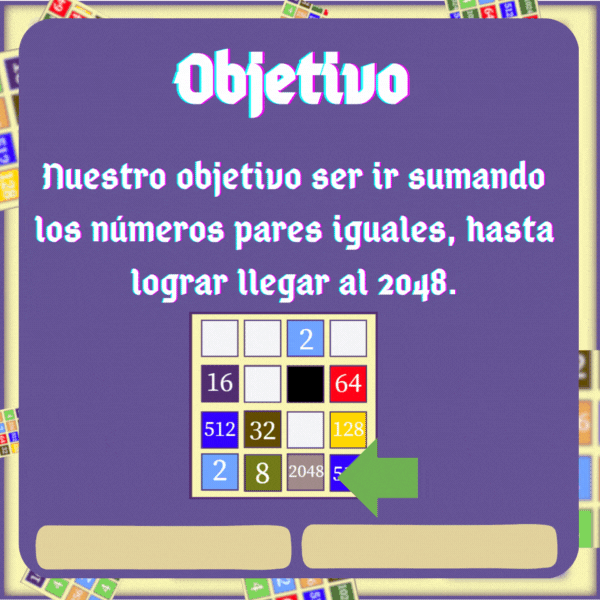 Objetivo
Nuestro objetivo ser ir sumando
los números pares iguales, hasta
lograr llegar al 2048.
2
16 64
512 32 128
2 8 2048